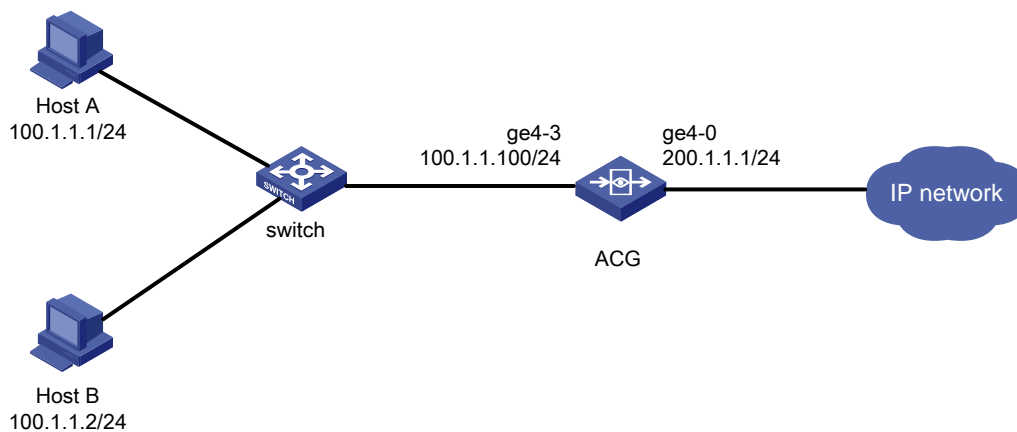 Host A
100.1.1.1/24
ge4-3
100.1.1.100/24
ge4-0
200.1.1.1/24
SWITCH
switch
IP network
ACG
Host B
100.1.1.2/24